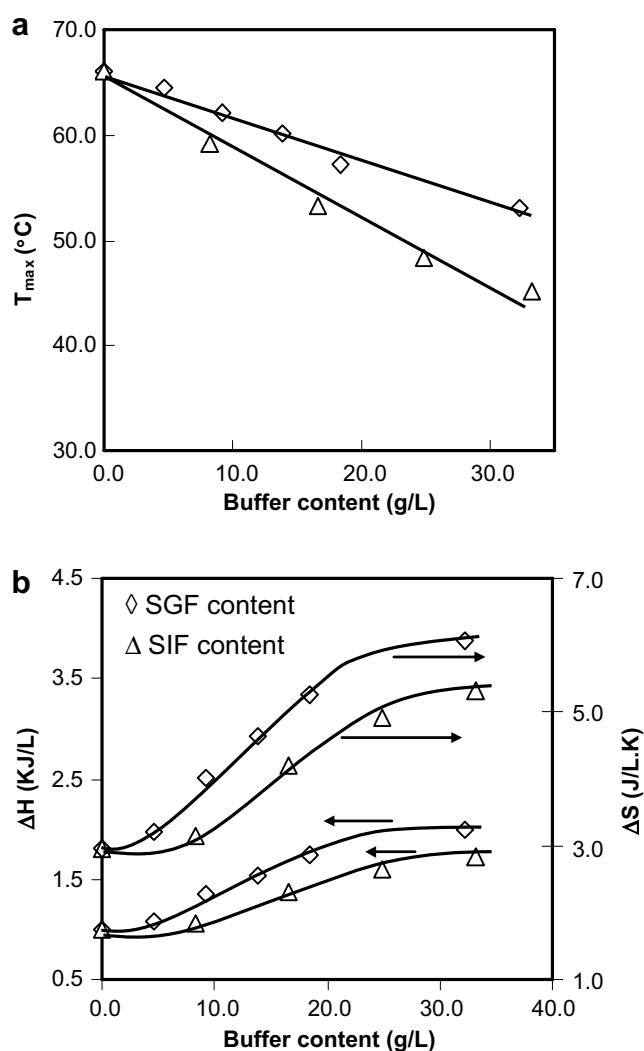 a
70.0
60.0
50.0
40.0
30.0
T_max (°C)
0.0 10.0 20.0 30.0
Buffer content (g/L)
b
4.5 7.0
◇ SGF content
△ SIF content
3.5 5.0
2.5 3.0
1.5
0.5 1.0
ΔH (KJ/L)
ΔS (J/L.K)
0.0 10.0 20.0 30.0 40.0
Buffer content (g/L)